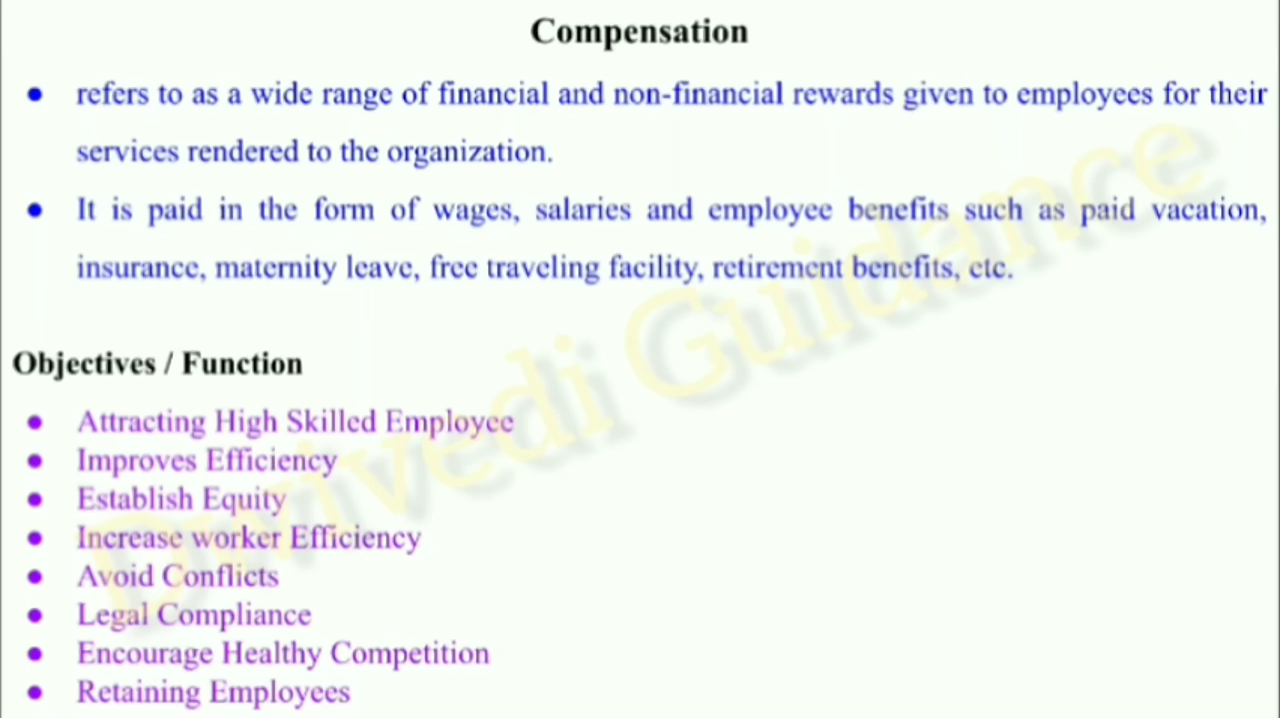 Compensation
● refers to as a wide range of financial and non-financial rewards given to employees for their
services rendered to the organization.
● It is paid in the form of wages, salaries and employee benefits such as paid vacation,
insurance, maternity leave, free traveling facility, retirement benefits, etc.
Objectives / Function
● Attracting High Skilled Employee
● Improves Efficiency
● Establish Equity
● Increase worker Efficiency
● Avoid Conflicts
● Legal Compliance
● Encourage Healthy Competition
● Retaining Employees
Dwivedi Guidance